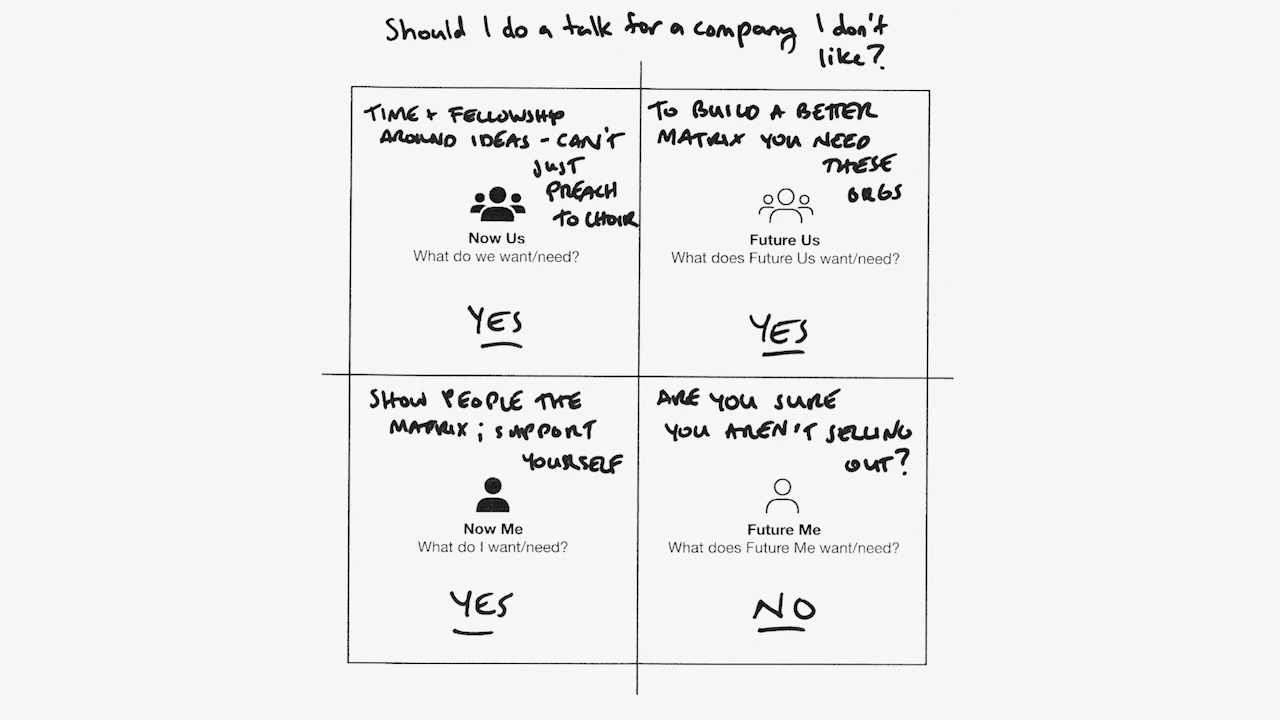 Should I do a talk for a company I don't
like?
TIME + FELLOWSHIP
AROUND IDEAS - CAN'T
JUST
PREACH
TO CHOIR
Now Us
What do we want/need?
YES
TO BUILD A BETTER
MATRIX YOU NEED
THESE
ORGS
Future Us
What does Future Us want/need?
YES
SHOW PEOPLE THE
MATRIX; SUPPORT
YOURSELF
Now Me
What do I want/need?
YES
ARE YOU SURE
YOU AREN'T SELLING
OUT?
Future Me
What does Future Me want/need?
NO